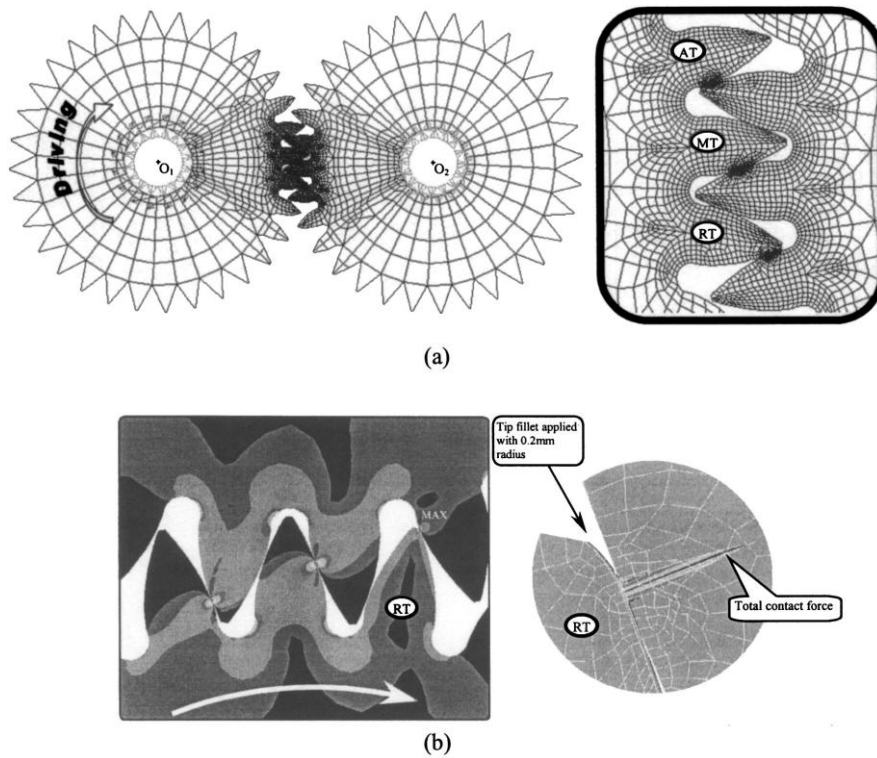 Driving
O1
O2
AT
MT
RT
(a)
Tip fillet applied
with 0.2mm
radius
MAX
RT
Total contact force
RT
(b)